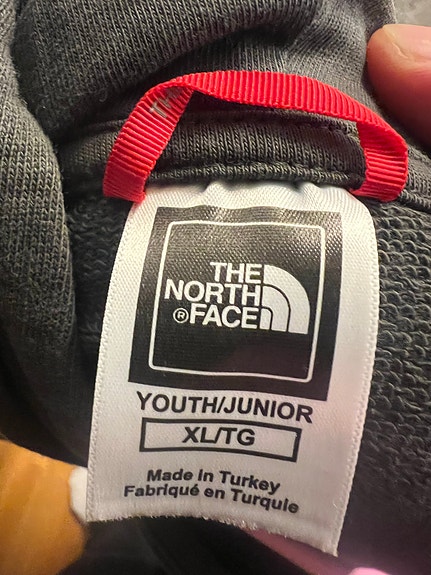 THE
NORTH
®FACE
YOUTH/JUNIOR
XL/TG
Made in Turkey
Fabriqué en Turquie